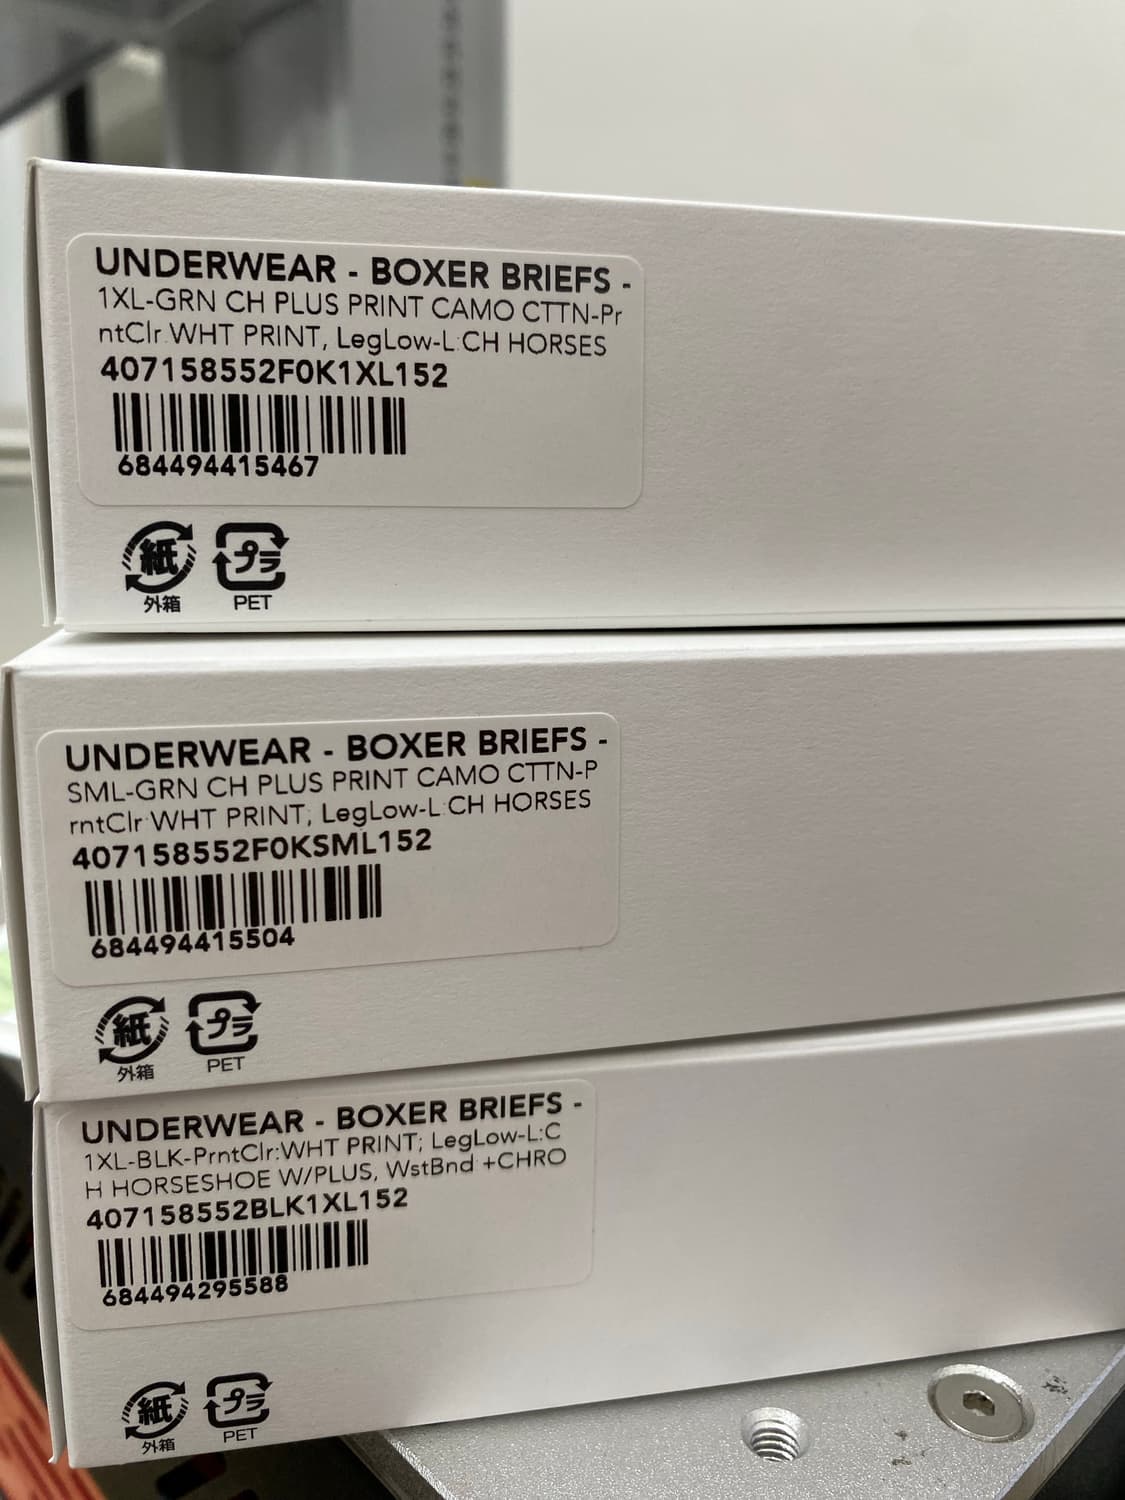 UNDERWEAR - BOXER BRIEFS -
1XL-GRN CH PLUS PRINT CAMO CTTN-Pr
ntClr:WHT PRINT, LegLow-L:CH HORSES
407158552F0K1XL152
684494415467
紙 プラ
外箱 PET
UNDERWEAR - BOXER BRIEFS -
SML-GRN CH PLUS PRINT CAMO CTTN-P
rntClr:WHT PRINT; LegLow-L:CH HORSES
407158552F0KSML152
684494415504
紙 プラ
外箱 PET
UNDERWEAR - BOXER BRIEFS -
1XL-BLK-PrntClr:WHT PRINT; LegLow-L:C
H HORSESHOE W/PLUS, WstBnd +CHRO
407158552BLK1XL152
684494295588
紙 プラ
外箱 PET